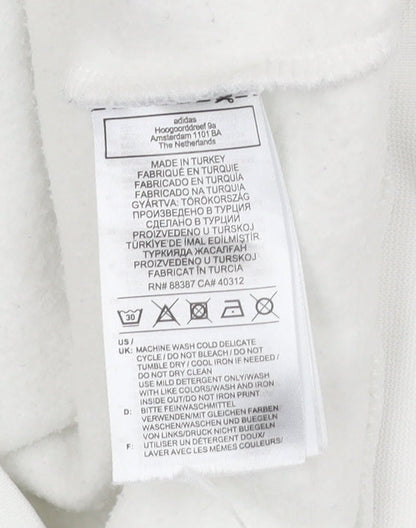 adidas
Hoogoorddreef 9a
Amsterdam 1101 BA
The Netherlands
MADE IN TURKEY
FABRIQUÉ EN TURQUIE
FABRICADO EN TURQUÍA
FABRICADO NA TURQUIA
GYÁRTVA: TÖRÖKORSZÁG
ПРОИЗВЕДЕНО В ТУРЦИЯ
СДЕЛАНО В ТУРЦИИ
PROIZVEDENO U TURSKOJ
TÜRKİYE'DE İMAL EDİLMİŞTİR
ТУРКИЯДА ЖАСАЛҒАН
PROIZVEDENO U TURSKOJ
FABRICAT ÎN TURCIA
RN# 88387 CA# 40312
30
US /
UK: MACHINE WASH COLD DELICATE
CYCLE / DO NOT BLEACH / DO NOT
TUMBLE DRY / COOL IRON IF NEEDED /
DO NOT DRY CLEAN
USE MILD DETERGENT ONLY/WASH
WITH LIKE COLORS/WASH AND IRON
INSIDE OUT/DO NOT IRON PRINT
D: BITTE FEINWASCHMITTEL
VERWENDEN/MIT GLEICHEN FARBEN
WASCHEN/WASCHEN UND BUEGELN
VON LINKS/DRUCK NICHT BUEGELN
F: UTILISER UN DÉTERGENT DOUX/
LAVER AVEC LES MÊMES COULEURS/